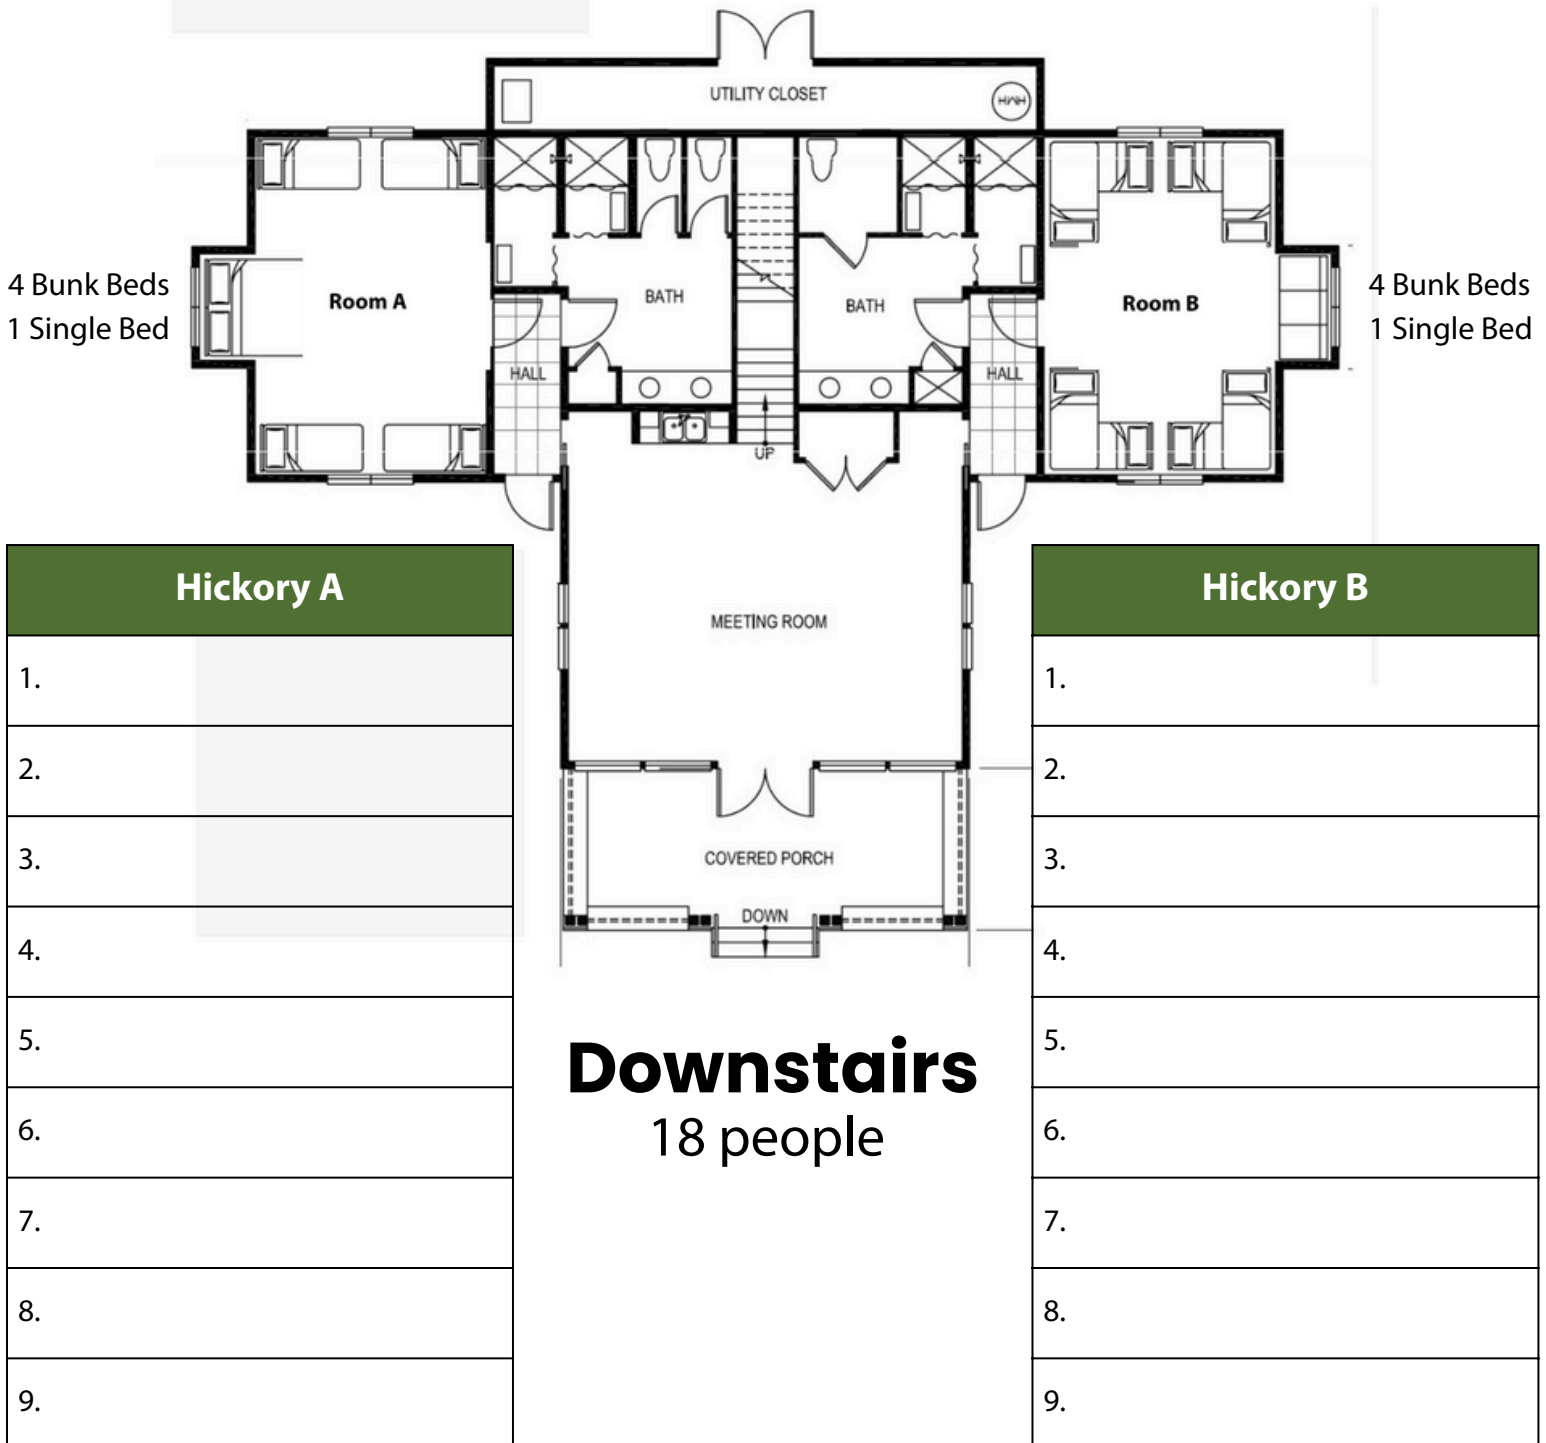 UTILITY CLOSET
HWH
4 Bunk Beds
1 Single Bed
Room A
BATH
BATH
Room B
4 Bunk Beds
1 Single Bed
HALL
HALL
UP
MEETING ROOM
COVERED PORCH
DOWN
Hickory A
1.
2.
3.
4.
5.
6.
7.
8.
9.
Downstairs
18 people
Hickory B
1.
2.
3.
4.
5.
6.
7.
8.
9.